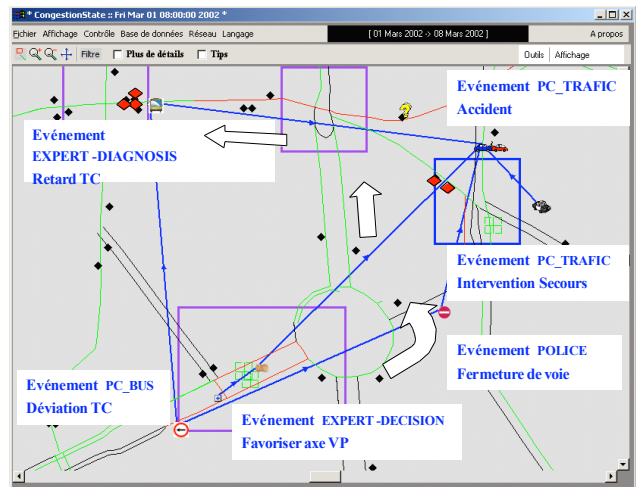 * CongestionState :: Fri Mar 01 08:00:00 2002 *
Eichier Affichage Contrôle Base de données Réseau Langage [ 01 Mars 2002 -> 08 Mars 2002 ] A propos
Filtre Plus de détails Tips Outils Affichage
Evénement PC_TRAFIC
Accident
Evénement
EXPERT -DIAGNOSIS
Retard TC
Evénement PC_TRAFIC
Intervention Secours
Evénement POLICE
Fermeture de voie
Evénement PC_BUS
Déviation TC
Evénement EXPERT -DECISION
Favoriser axe VP